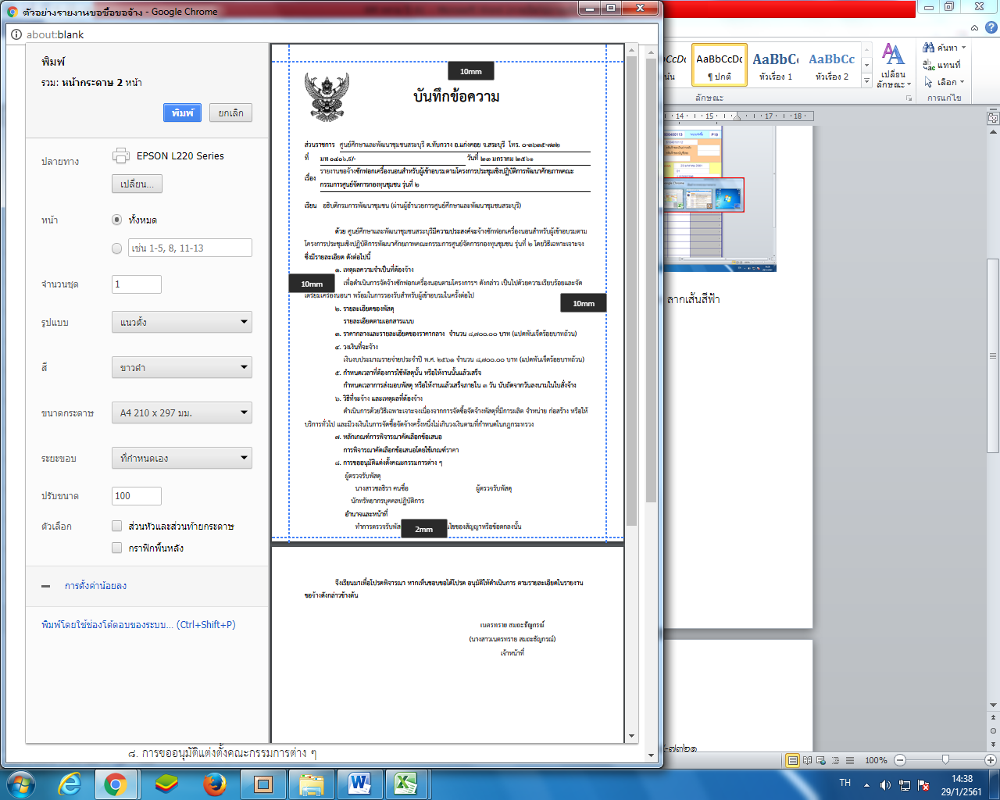 ตัวอย่างรายงานขอซื้อขอจ้าง - Google Chrome
about:blank
พิมพ์
รวม: หน้ากระดาษ 2 หน้า
พิมพ์
ยกเลิก
ปลายทาง
EPSON L220 Series
เปลี่ยน...
หน้า
ทั้งหมด
เช่น 1-5, 8, 11-13
จำนวนชุด
1
รูปแบบ
แนวตั้ง
สี
ขาวดำ
ขนาดกระดาษ
A4 210 x 297 มม.
ระยะขอบ
ที่กำหนดเอง
ปรับขนาด
100
ตัวเลือก
ส่วนหัวและส่วนท้ายกระดาษ
กราฟิกพื้นหลัง
การตั้งค่าน้อยลง
พิมพ์โดยใช้ช่องโต้ตอบของระบบ... (Ctrl+Shift+P)
10mm
บันทึกข้อความ
ส่วนราชการ ศูนย์ศึกษาและพัฒนาชุมชนสระบุรี ต.ทับกวาง อ.แก่งคอย จ.สระบุรี โทร. ๐-๓๖๓๕-๗๓๒
ที่ มท ๐๔๐๖.๕/- วันที่ ๒๓ มกราคม ๒๕๖๑
เรื่อง รายงานขอจ้างซักฟอกเครื่องนอนสำหรับผู้เข้าอบรมตามโครงการประชุมเชิงปฏิบัติการพัฒนาศักยภาพคณะ
กรรมการศูนย์จัดการกองทุนชุมชน รุ่นที่ ๒
เรียน อธิบดีกรมการพัฒนาชุมชน (ผ่านผู้อำนวยการศูนย์ศึกษาและพัฒนาชุมชนสระบุรี)
ด้วย ศูนย์ศึกษาและพัฒนาชุมชนสระบุรีมีความประสงค์จะจ้างซักฟอกเครื่องนอนสำหรับผู้เข้าอบรมตาม
โครงการประชุมเชิงปฏิบัติการพัฒนาศักยภาพคณะกรรมการศูนย์จัดการกองทุนชุมชน รุ่นที่ ๒ โดยวิธีเฉพาะเจาะจง
ซึ่งมีรายละเอียด ดังต่อไปนี้
๑. เหตุผลความจำเป็นที่ต้องจ้าง
10mm
เพื่อดำเนินการจัดจ้างซักฟอกเครื่องนอนตามโครงการฯ ดังกล่าว เป็นไปด้วยความเรียบร้อยและจัด
เตรียมเครื่องนอนฯ พร้อมในการรองรับสำหรับผู้เข้าอบรมในครั้งต่อไป
10mm
๒. รายละเอียดของพัสดุ
รายละเอียดตามเอกสารแนบ
๓. ราคากลางและรายละเอียดของราคากลาง จำนวน ๘,๗๐๐.๐๐ บาท (แปดพันเจ็ดร้อยบาทถ้วน)
๔. วงเงินที่จะจ้าง
เงินงบประมาณรายจ่ายประจำปี พ.ศ. ๒๕๖๑ จำนวน ๘,๗๐๐.๐๐ บาท (แปดพันเจ็ดร้อยบาทถ้วน)
๕. กำหนดเวลาที่ต้องการใช้พัสดุนั้น หรือให้งานนั้นแล้วเสร็จ
กำหนดเวลาการส่งมอบพัสดุ หรือให้งานแล้วเสร็จภายใน ๓ วัน นับถัดจากวันลงนามในใบสั่งจ้าง
๖. วิธีที่จะจ้าง และเหตุผลที่ต้องจ้าง
ดำเนินการด้วยวิธีเฉพาะเจาะจงเนื่องจากการจัดซื้อจัดจ้างพัสดุที่มีการผลิต จำหน่าย ก่อสร้าง หรือให้
บริการทั่วไป และมีวงเงินในการจัดซื้อจัดจ้างครั้งหนึ่งไม่เกินวงเงินตามที่กำหนดในกฎกระทรวง
๗. หลักเกณฑ์การพิจารณาคัดเลือกข้อเสนอ
การพิจารณาคัดเลือกข้อเสนอโดยใช้เกณฑ์ราคา
๘. การขออนุมัติแต่งตั้งคณะกรรมการต่าง ๆ
ผู้ตรวจรับพัสดุ
นางสาวชลธิรา คนซื่อ ผู้ตรวจรับพัสดุ
นักทรัพยากรบุคคลปฏิบัติการ
อำนาจและหน้าที่
ทำการตรวจรับพัส 2mm นไขของสัญญาหรือข้อตกลงนั้น
จึงเรียนมาเพื่อโปรดพิจารณา หากเห็นชอบขอได้โปรด อนุมัติให้ดำเนินการ ตามรายละเอียดในรายงาน
ขอจ้างดังกล่าวข้างต้น
เนตรทราย สมถะธัญกรณ์
(นางสาวเนตรทราย สมถะธัญกรณ์)
เจ้าหน้าที่
๘. การขออนุมัติแต่งตั้งคณะกรรมการต่าง ๆ
AaBbCcDc AaBbCc AaBbCc
¶ ปกติ หัวเรื่อง 1 หัวเรื่อง 2
เปลี่ยน
ลักษณะ
ค้นหา
แทนที่
เลือก
ลักษณะ
การแก้ไข
14 15 17 18
ลากเส้นสีฟ้า
-๗๓๒๑
100%
TH
14:38
29/1/2561